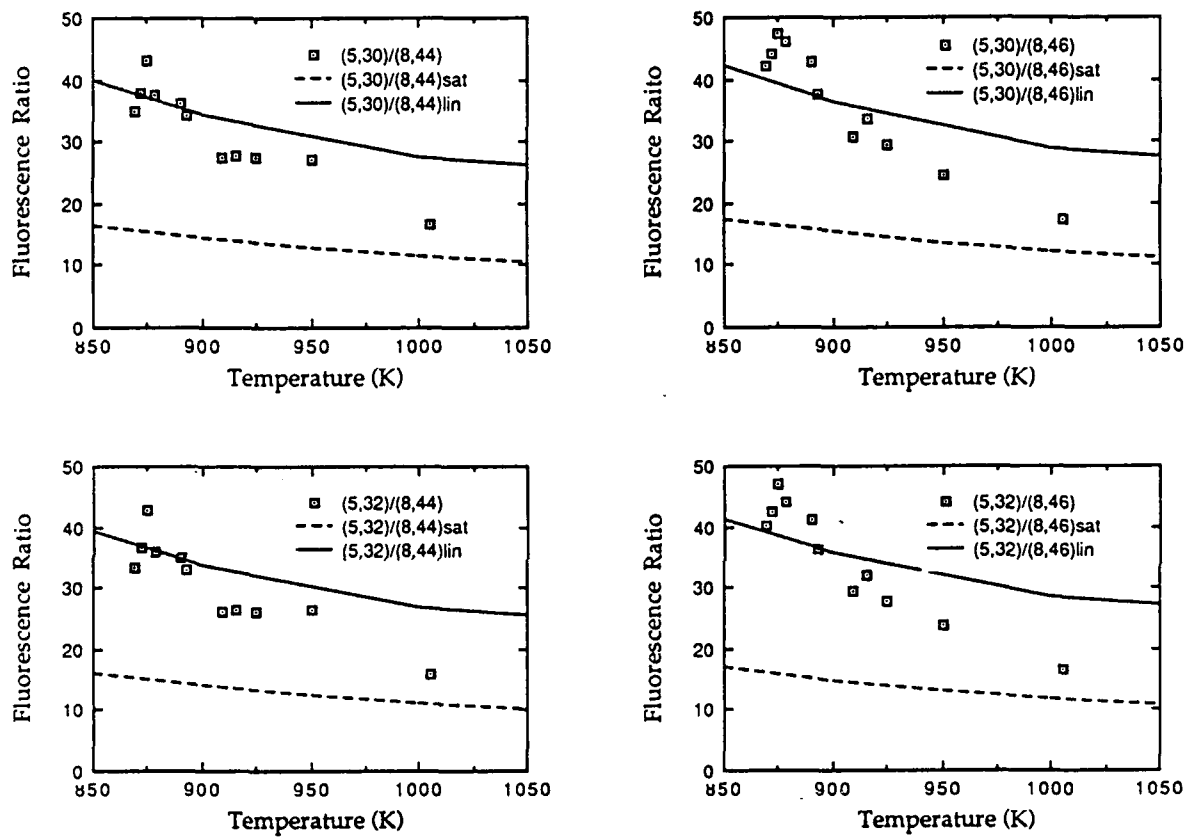 50
40
30
20
10
0
Fluorescence Ratio
(5,30)/(8,44)
(5,30)/(8,44)sat
(5,30)/(8,44)lin
850 900 950 1000 1050
Temperature (K)
50
40
30
20
10
0
Fluorescence Raito
(5,30)/(8,46)
(5,30)/(8,46)sat
(5,30)/(8,46)lin
850 900 950 1000 1050
Temperature (K)
50
40
30
20
10
0
Fluorescence Ratio
(5,32)/(8,44)
(5,32)/(8,44)sat
(5,32)/(8,44)lin
850 900 950 1000 1050
Temperature (K)
50
40
30
20
10
0
Fluorescence Ratio
(5,32)/(8,46)
(5,32)/(8,46)sat
(5,32)/(8,46)lin
850 900 950 1000 1050
Temperature (K)